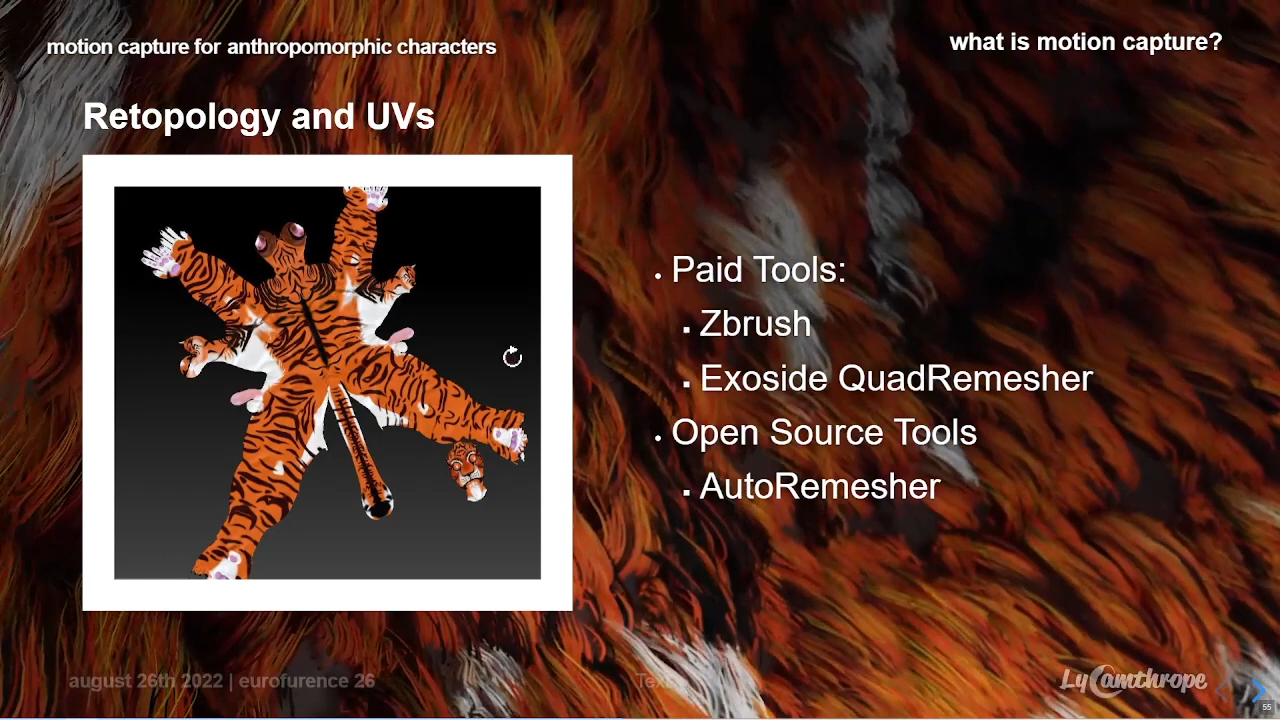 motion capture for anthropomorphic characters
what is motion capture?
Retopology and UVs
• Paid Tools:
▪ Zbrush
▪ Exoside QuadRemesher
• Open Source Tools
▪ AutoRemesher
august 26th 2022 | eurofurence 26
LyCamthrope
55